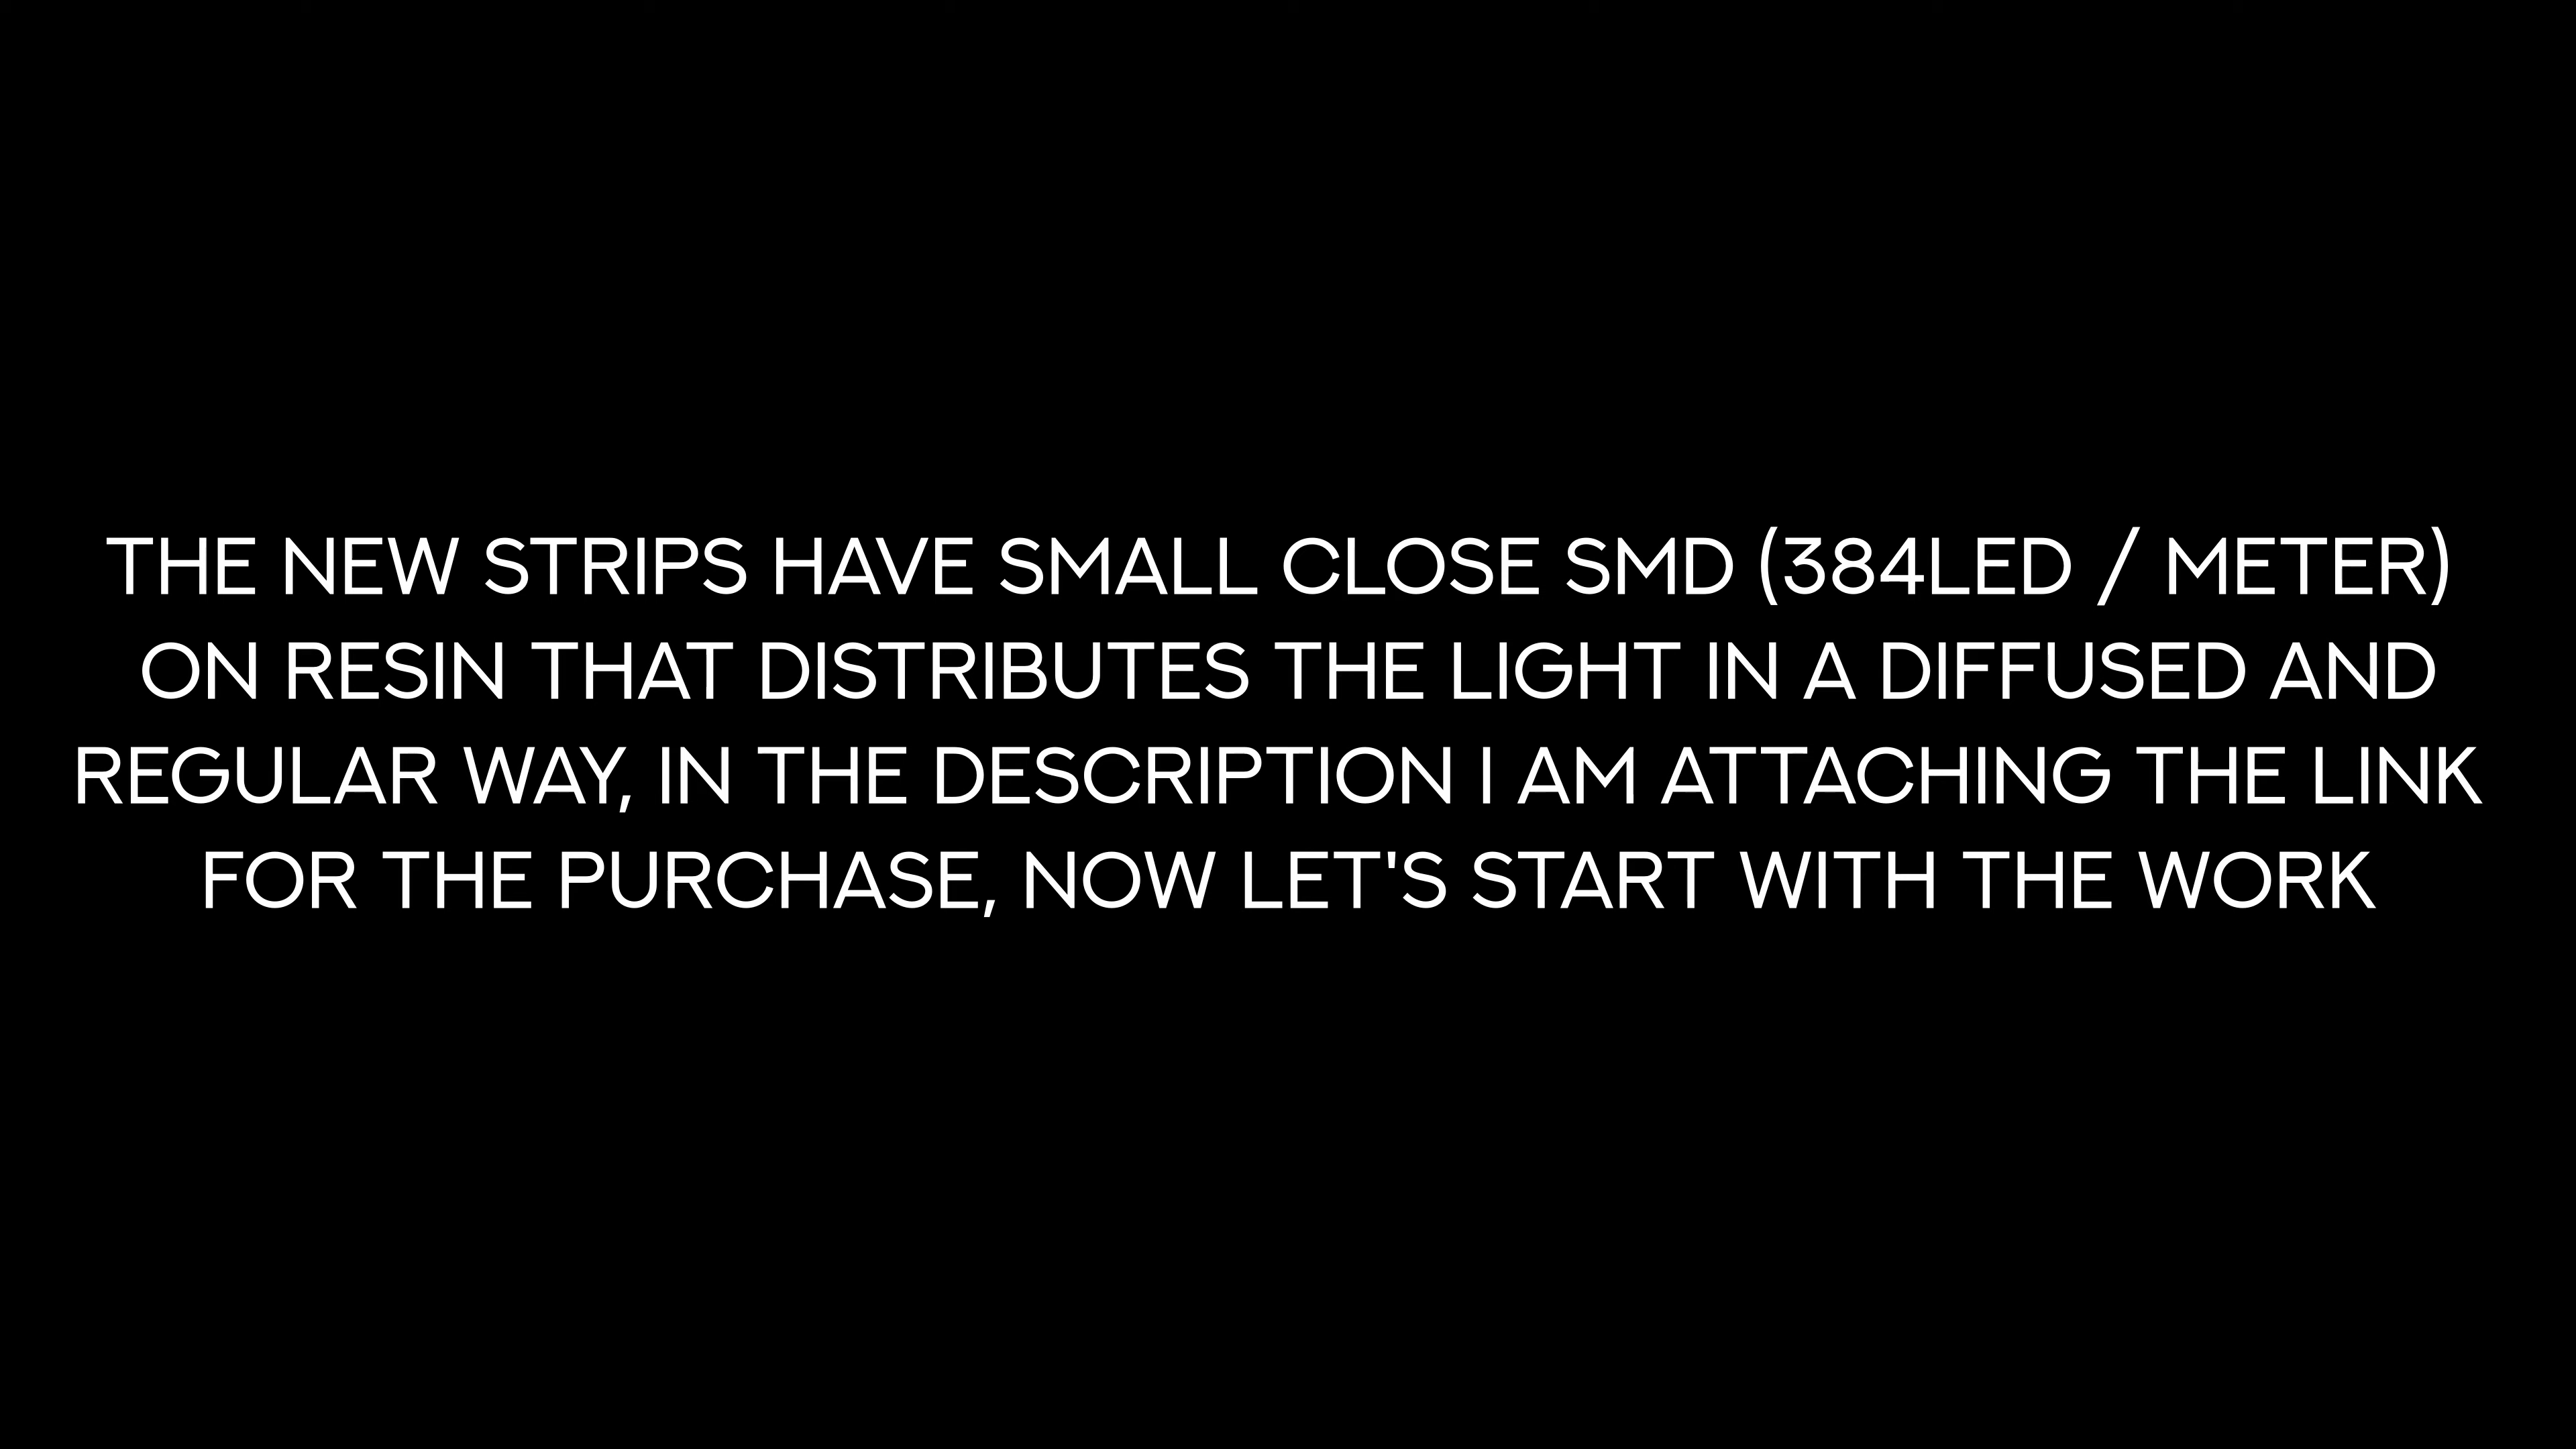 THE NEW STRIPS HAVE SMALL CLOSE SMD (384LED / METER)
ON RESIN THAT DISTRIBUTES THE LIGHT IN A DIFFUSED AND
REGULAR WAY, IN THE DESCRIPTION I AM ATTACHING THE LINK
FOR THE PURCHASE, NOW LET'S START WITH THE WORK